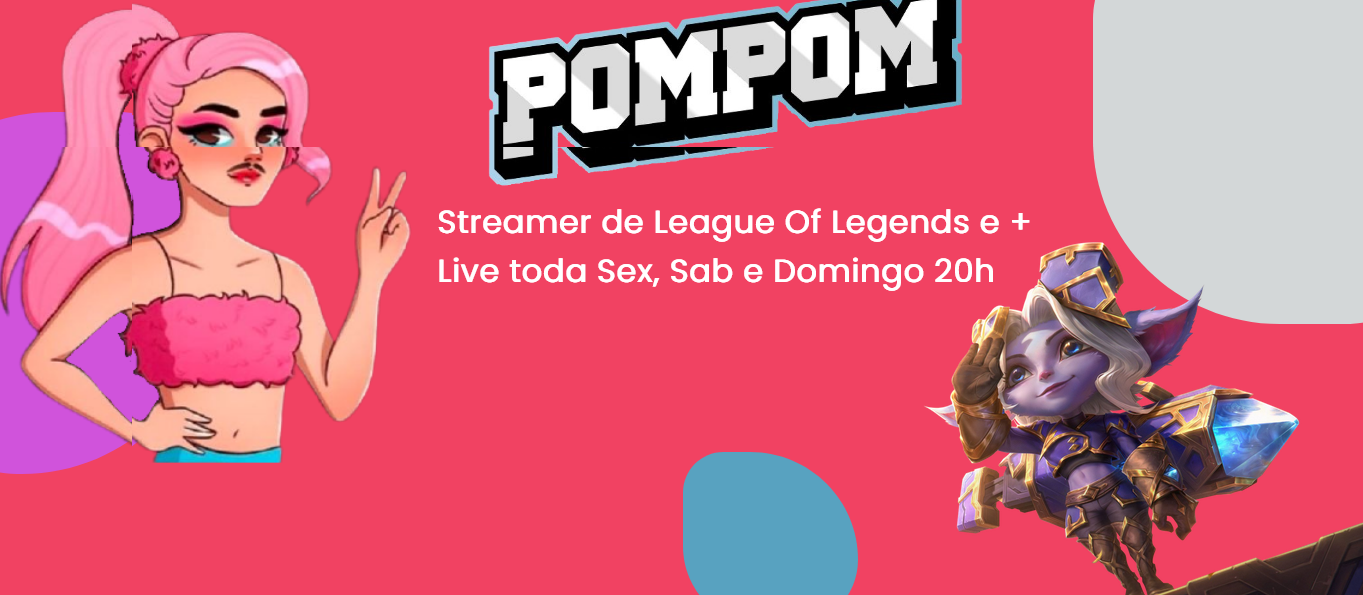 POMPOM
Streamer de League Of Legends e +
Live toda Sex, Sab e Domingo 20h